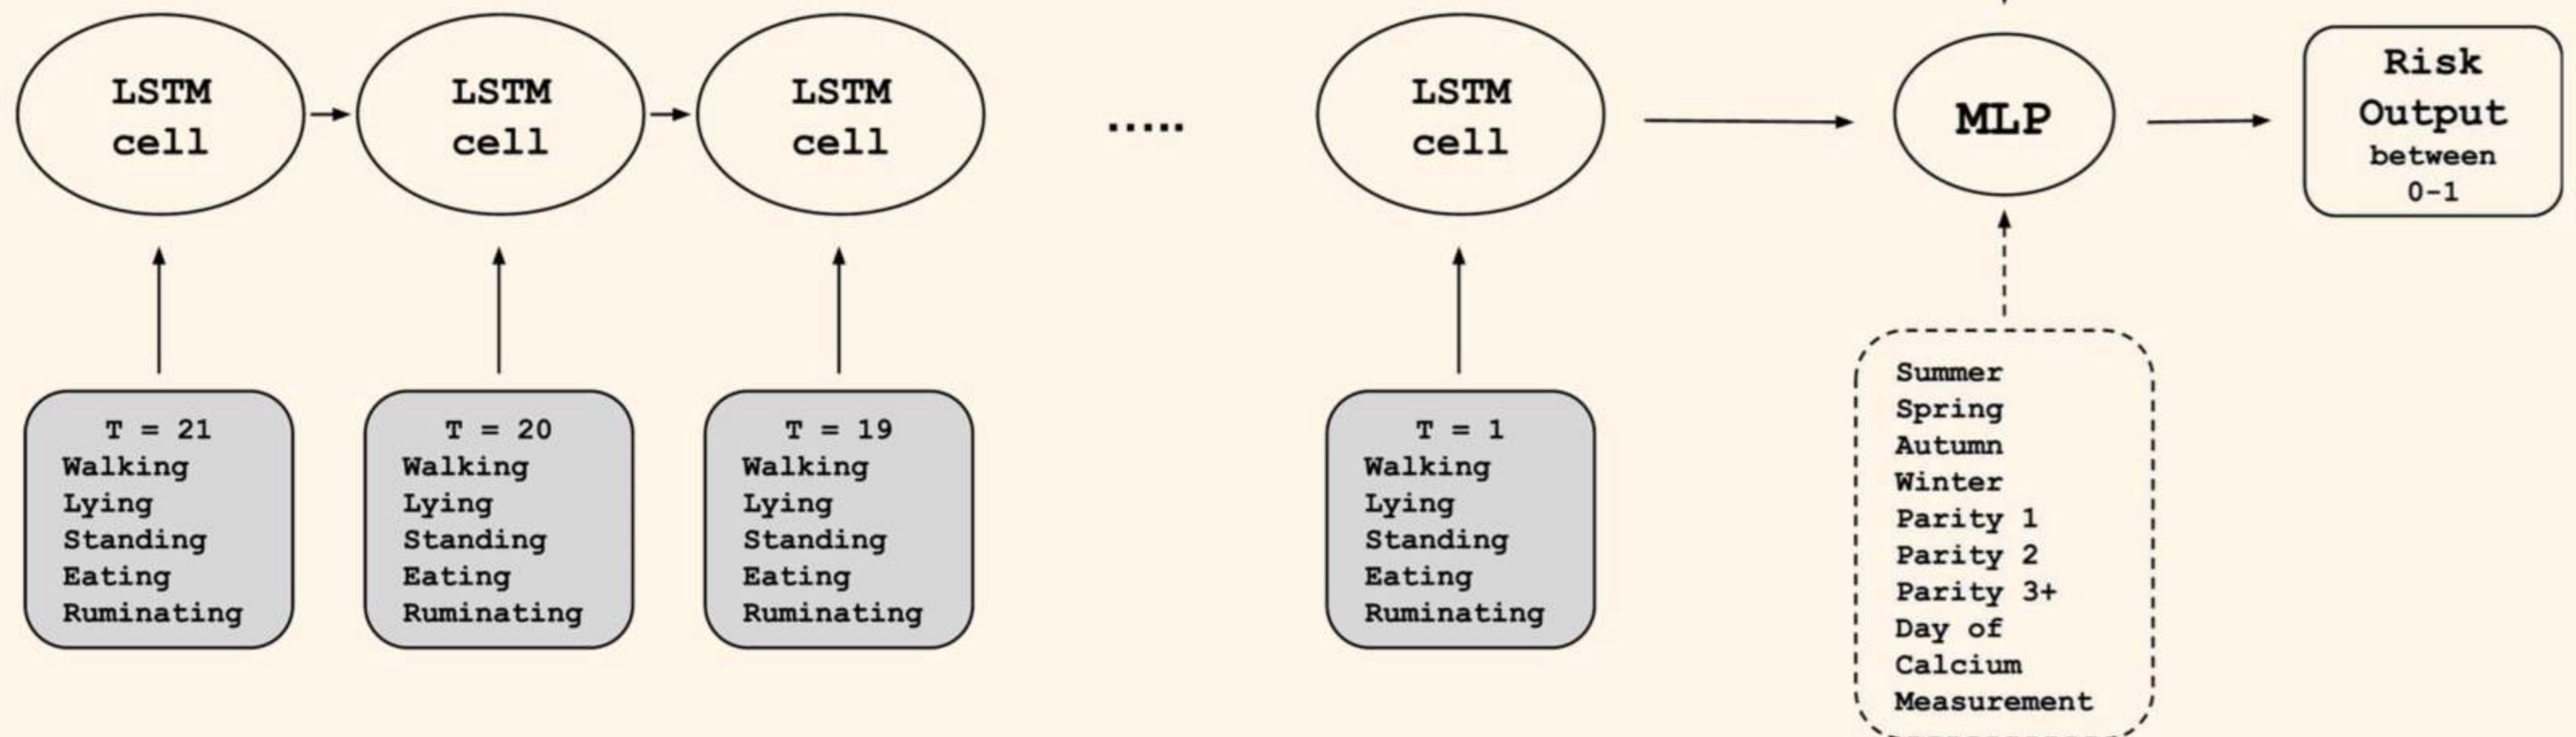 LSTM
cell
LSTM
cell
LSTM
cell
.....
LSTM
cell
MLP
Risk
Output
between
0-1
T = 21
Walking
Lying
Standing
Eating
Ruminating
T = 20
Walking
Lying
Standing
Eating
Ruminating
T = 19
Walking
Lying
Standing
Eating
Ruminating
T = 1
Walking
Lying
Standing
Eating
Ruminating
Summer
Spring
Autumn
Winter
Parity 1
Parity 2
Parity 3+
Day of
Calcium
Measurement